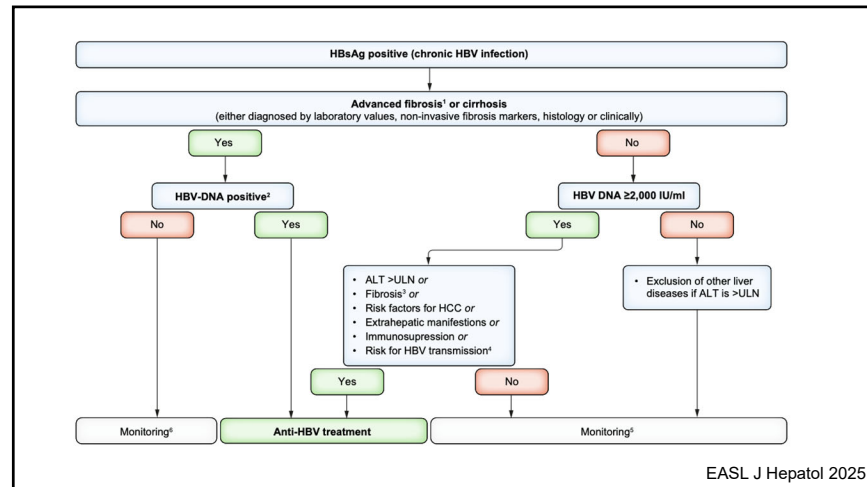 HBsAg positive (chronic HBV infection)
Advanced fibrosis¹ or cirrhosis
(either diagnosed by laboratory values, non-invasive fibrosis markers, histology or clinically)
Yes
No
HBV-DNA positive²
HBV DNA ≥2,000 IU/ml
No
Yes
Yes
No
• ALT >ULN or
• Fibrosis³ or
• Risk factors for HCC or
• Extrahepatic manifestations or
• Immunosupression or
• Risk for HBV transmission⁴
• Exclusion of other liver
diseases if ALT is >ULN
Yes
No
Monitoring⁶
Anti-HBV treatment
Monitoring⁵
EASL J Hepatol 2025